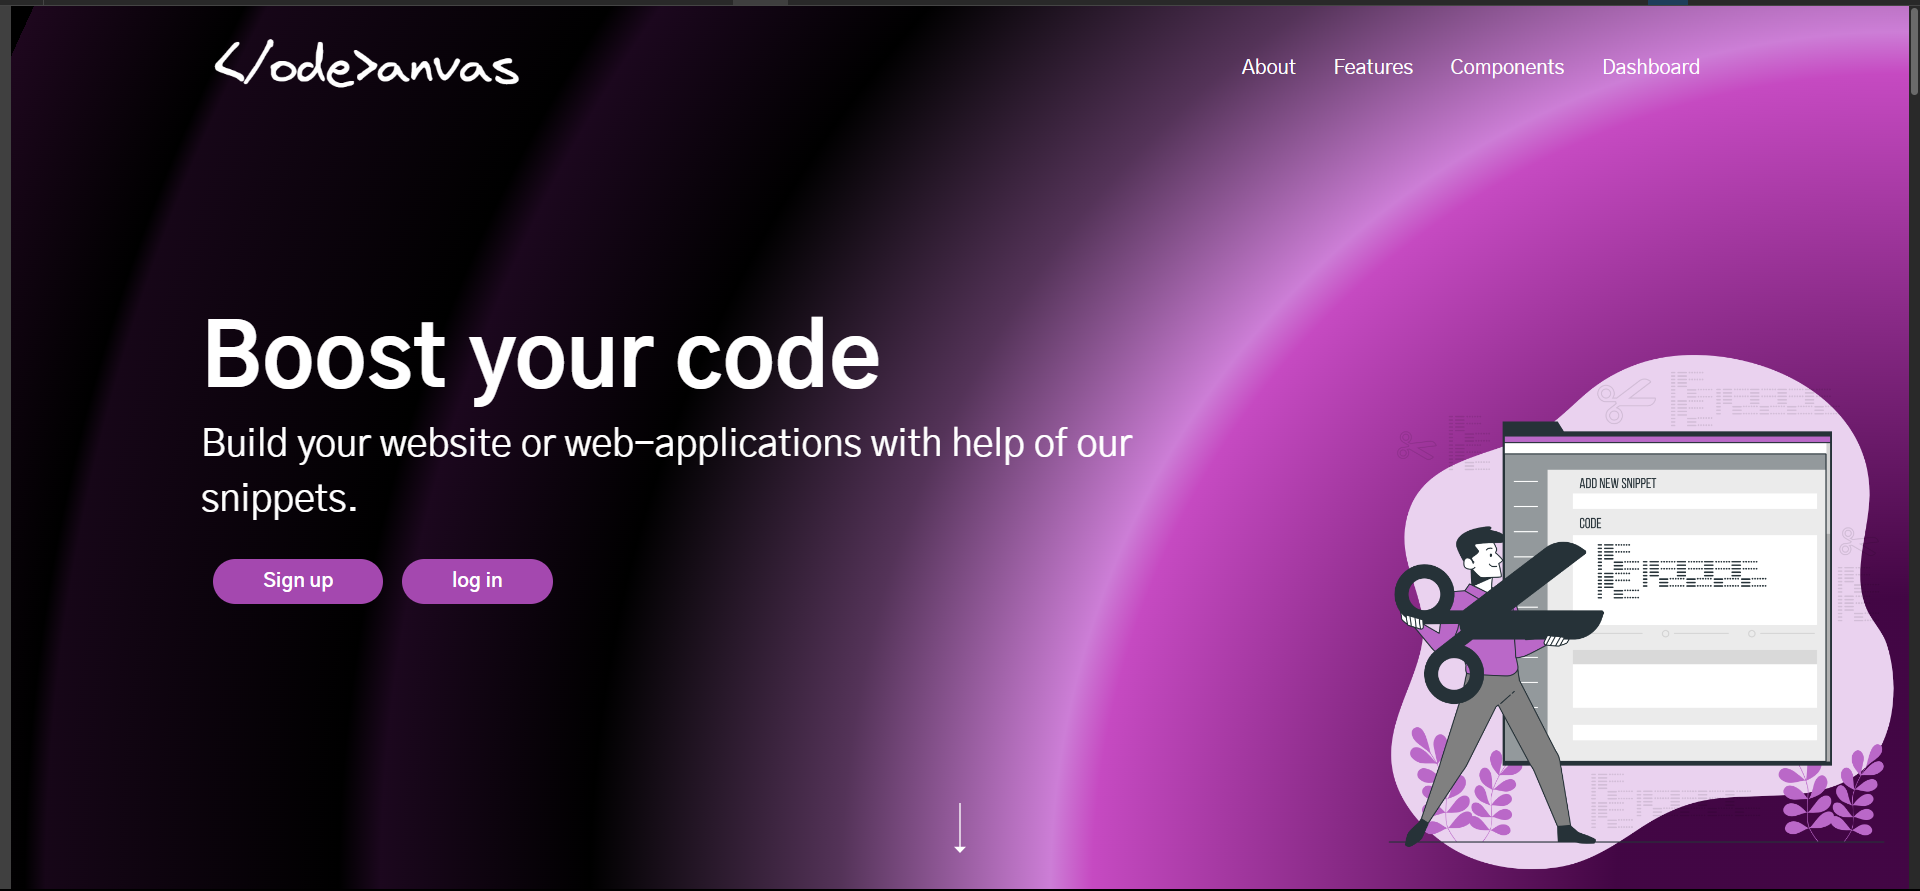 </ode>anvas
About Features Components Dashboard
Boost your code
Build your website or web-applications with help of our
snippets.
Sign up log in
ADD NEW SNIPPET
CODE